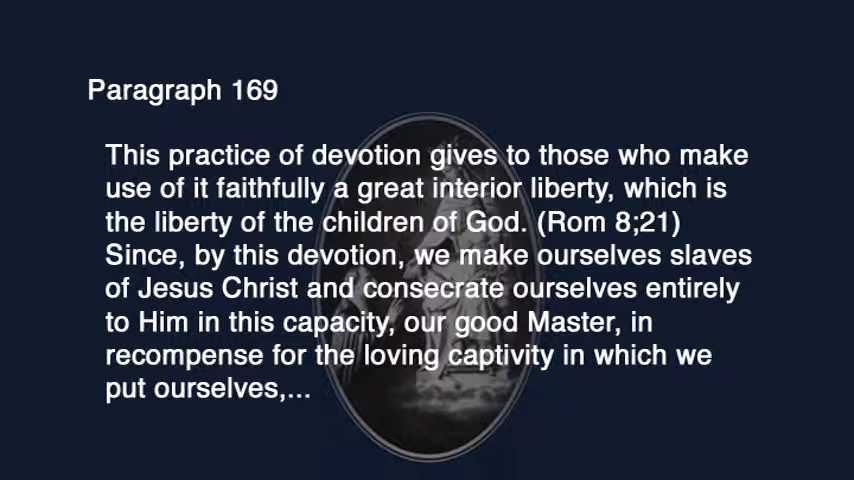 Paragraph 169
This practice of devotion gives to those who make
use of it faithfully a great interior liberty, which is
the liberty of the children of God. (Rom 8;21)
Since, by this devotion, we make ourselves slaves
of Jesus Christ and consecrate ourselves entirely
to Him in this capacity, our good Master, in
recompense for the loving captivity in which we
put ourselves,...